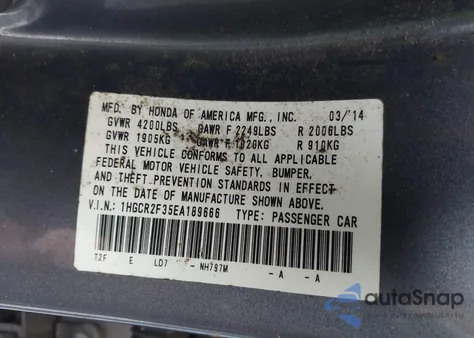 MFD. BY HONDA OF AMERICA MFG., INC. 03/'14
GVWR 4200LBS GAWR F 2249LBS R 2006LBS
GVWR 1905KG GAWR F 1020KG R 910KG
THIS VEHICLE CONFORMS TO ALL APPLICABLE
FEDERAL MOTOR VEHICLE SAFETY, BUMPER,
AND THEFT PREVENTION STANDARDS IN EFFECT
ON THE DATE OF MANUFACTURE SHOWN ABOVE.
V.I.N.: 1HGCR2F35EA189666 TYPE: PASSENGER CAR
T2F E LD7 - NH797M -A -A
autoSnap